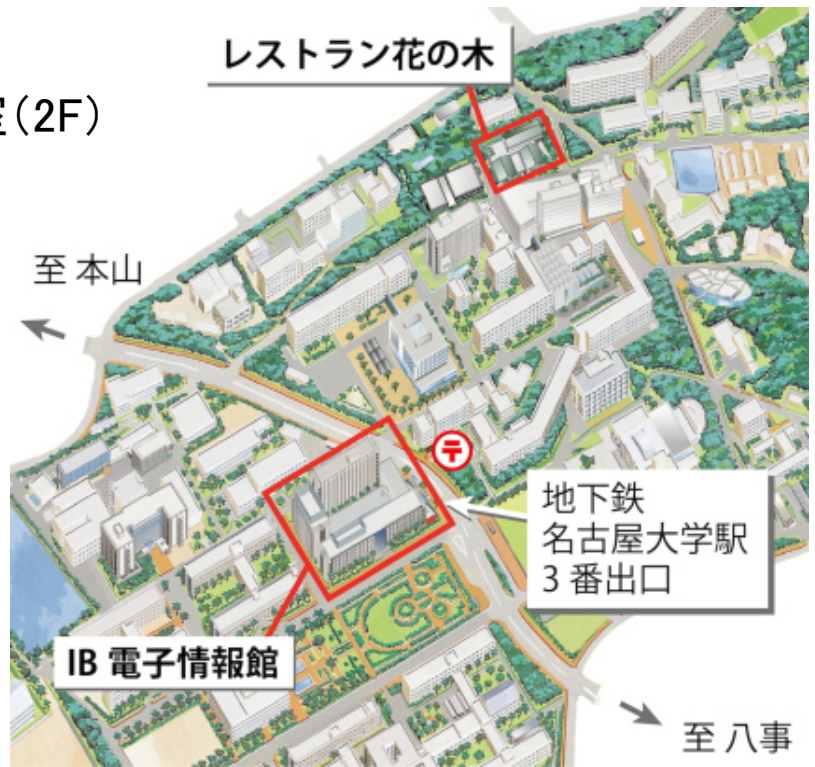 レストラン花の木
室(2F)
至 本山
〒
地下鉄
名古屋大学駅
3 番出口
IB 電子情報館
至 八事